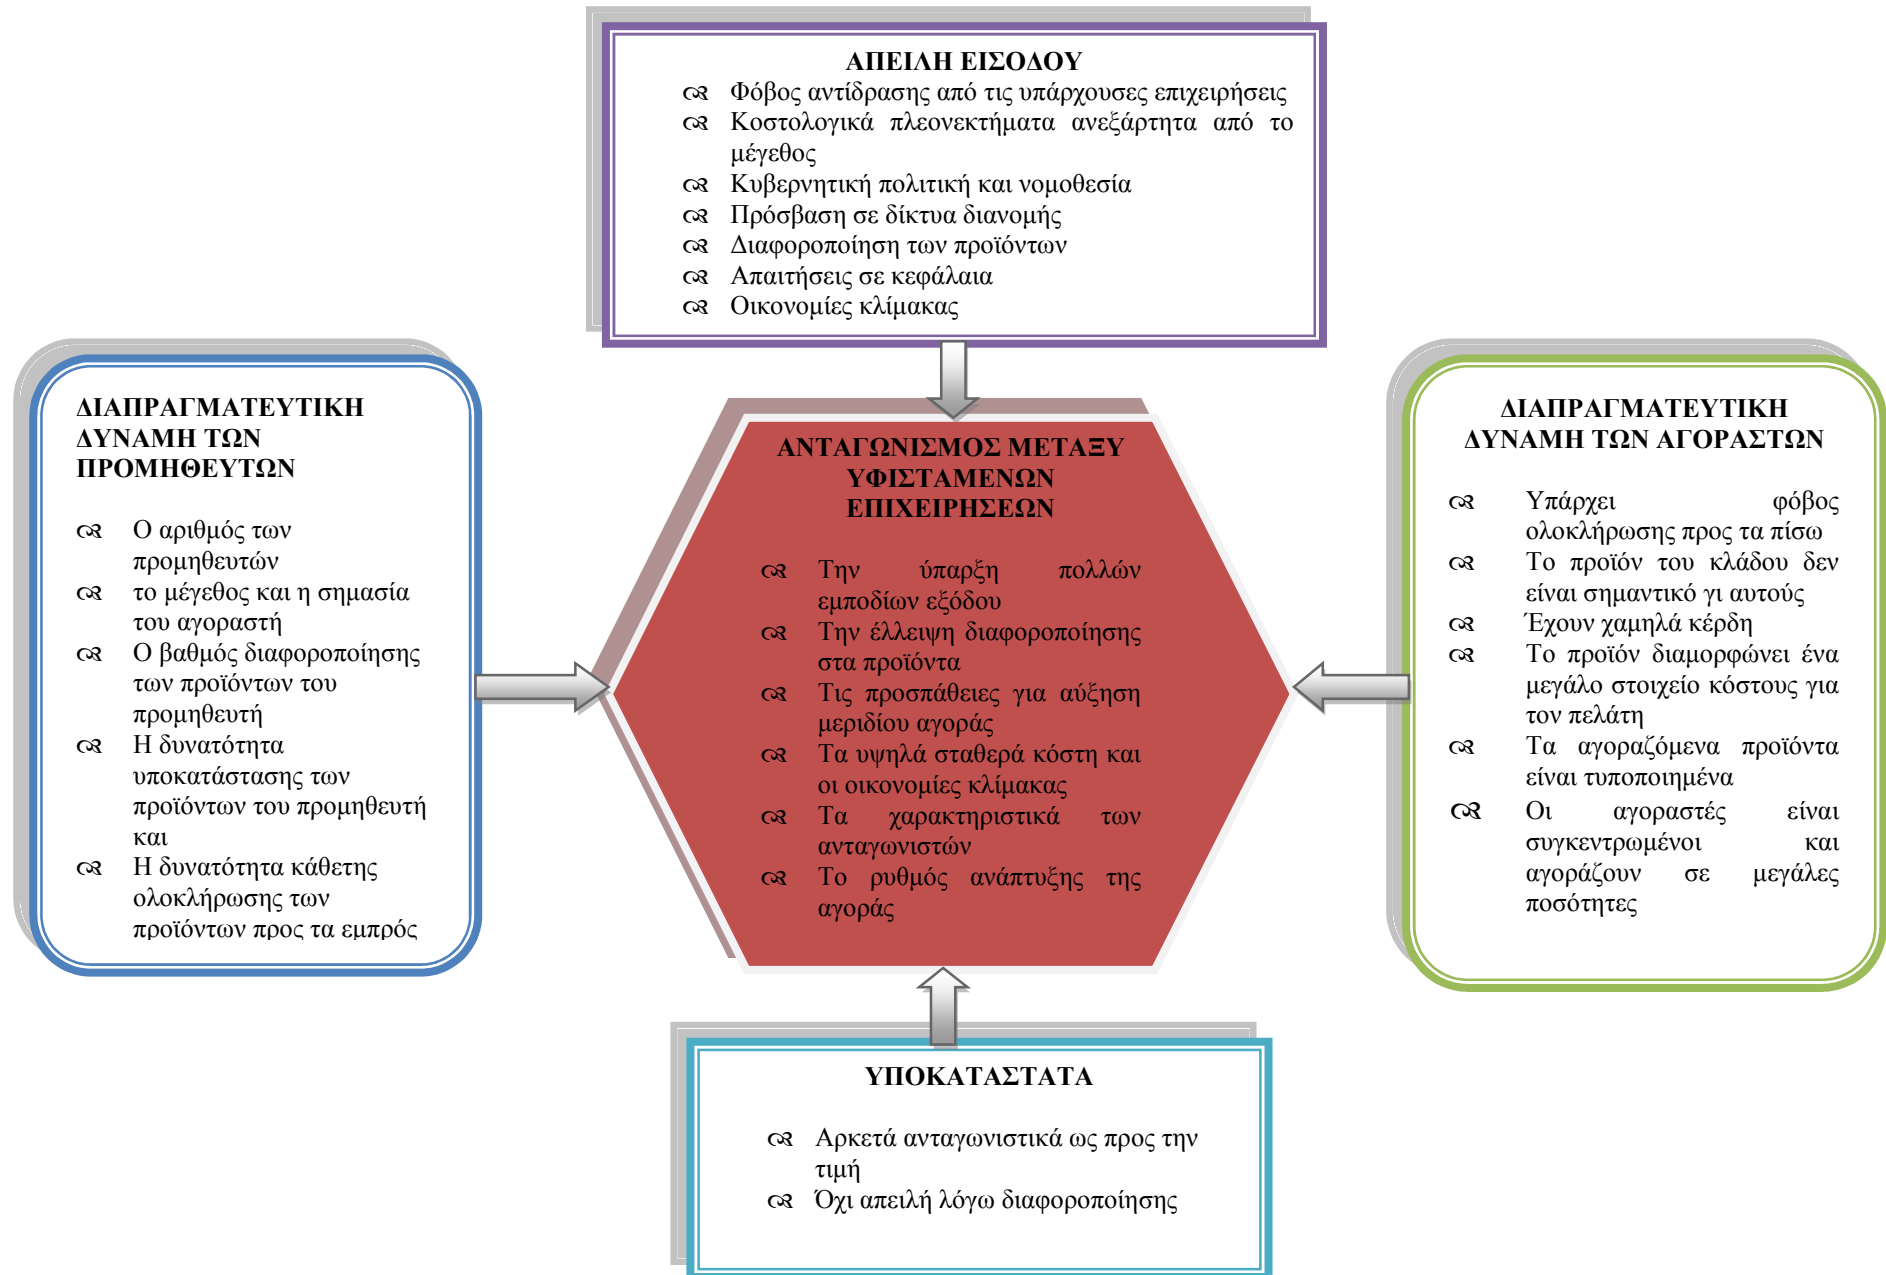 ΑΠΕΙΛΗ ΕΙΣΟΔΟΥ
Φόβος αντίδρασης από τις υπάρχουσες επιχειρήσεις
Κοστολογικά πλεονεκτήματα ανεξάρτητα από το
μέγεθος
Κυβερνητική πολιτική και νομοθεσία
Πρόσβαση σε δίκτυα διανομής
Διαφοροποίηση των προϊόντων
Απαιτήσεις σε κεφάλαια
Οικονομίες κλίμακας
ΔΙΑΠΡΑΓΜΑΤΕΥΤΙΚΗ
ΔΥΝΑΜΗ ΤΩΝ
ΠΡΟΜΗΘΕΥΤΩΝ
Ο αριθμός των
προμηθευτών
το μέγεθος και η σημασία
του αγοραστή
Ο βαθμός διαφοροποίησης
των προϊόντων του
προμηθευτή
Η δυνατότητα
υποκατάστασης των
προϊόντων του προμηθευτή
και
Η δυνατότητα κάθετης
ολοκλήρωσης των
προϊόντων προς τα εμπρός
ΑΝΤΑΓΩΝΙΣΜΟΣ ΜΕΤΑΞΥ
ΥΦΙΣΤΑΜΕΝΩΝ
ΕΠΙΧΕΙΡΗΣΕΩΝ
Την ύπαρξη πολλών
εμποδίων εξόδου
Την έλλειψη διαφοροποίησης
στα προϊόντα
Τις προσπάθειες για αύξηση
μεριδίου αγοράς
Τα υψηλά σταθερά κόστη και
οι οικονομίες κλίμακας
Τα χαρακτηριστικά των
ανταγωνιστών
Το ρυθμός ανάπτυξης της
αγοράς
ΔΙΑΠΡΑΓΜΑΤΕΥΤΙΚΗ
ΔΥΝΑΜΗ ΤΩΝ ΑΓΟΡΑΣΤΩΝ
Υπάρχει φόβος
ολοκλήρωσης προς τα πίσω
Το προϊόν του κλάδου δεν
είναι σημαντικό γι αυτούς
Έχουν χαμηλά κέρδη
Το προϊόν διαμορφώνει ένα
μεγάλο στοιχείο κόστους για
τον πελάτη
Τα αγοραζόμενα προϊόντα
είναι τυποποιημένα
Οι αγοραστές είναι
συγκεντρωμένοι και
αγοράζουν σε μεγάλες
ποσότητες
ΥΠΟΚΑΤΑΣΤΑΤΑ
Αρκετά ανταγωνιστικά ως προς την
τιμή
Όχι απειλή λόγω διαφοροποίησης